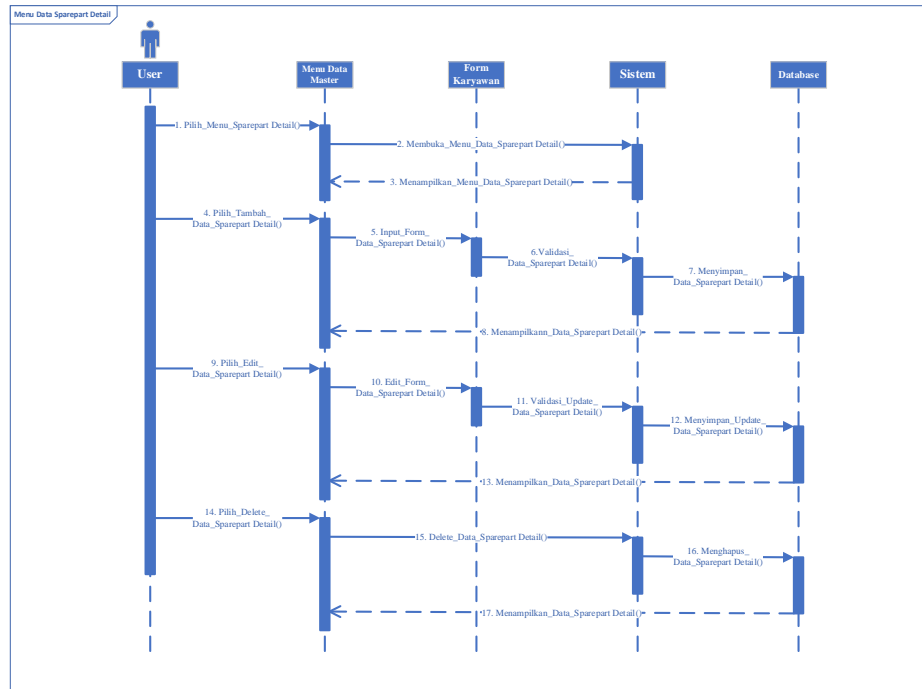 Menu Data Sparepart Detail
User
Menu Data
Master
Form
Karyawan
Sistem
Database
1. Pilih_Menu_Sparepart Detail()
2. Membuka_Menu_Data_Sparepart Detail()
3. Menampilkan_Menu_Data_Sparepart Detail()
4. Pilih_Tambah_
Data_Sparepart Detail()
5. Input_Form_
Data_Sparepart Detail()
6.Validasi_
Data_Sparepart Detail()
7. Menyimpan_
Data_Sparepart Detail()
8. Menampilkann_Data_Sparepart Detail()
9. Pilih_Edit_
Data_Sparepart Detail()
10. Edit_Form_
Data_Sparepart Detail()
11. Validasi_Update_
Data_Sparepart Detail()
12. Menyimpan_Update_
Data_Sparepart Detail()
13. Menampilkan_Data_Sparepart Detail()
14. Pilih_Delete_
Data_Sparepart Detail()
15. Delete_Data_Sparepart Detail()
16. Menghapus_
Data_Sparepart Detail()
17. Menampilkan_Data_Sparepart Detail()